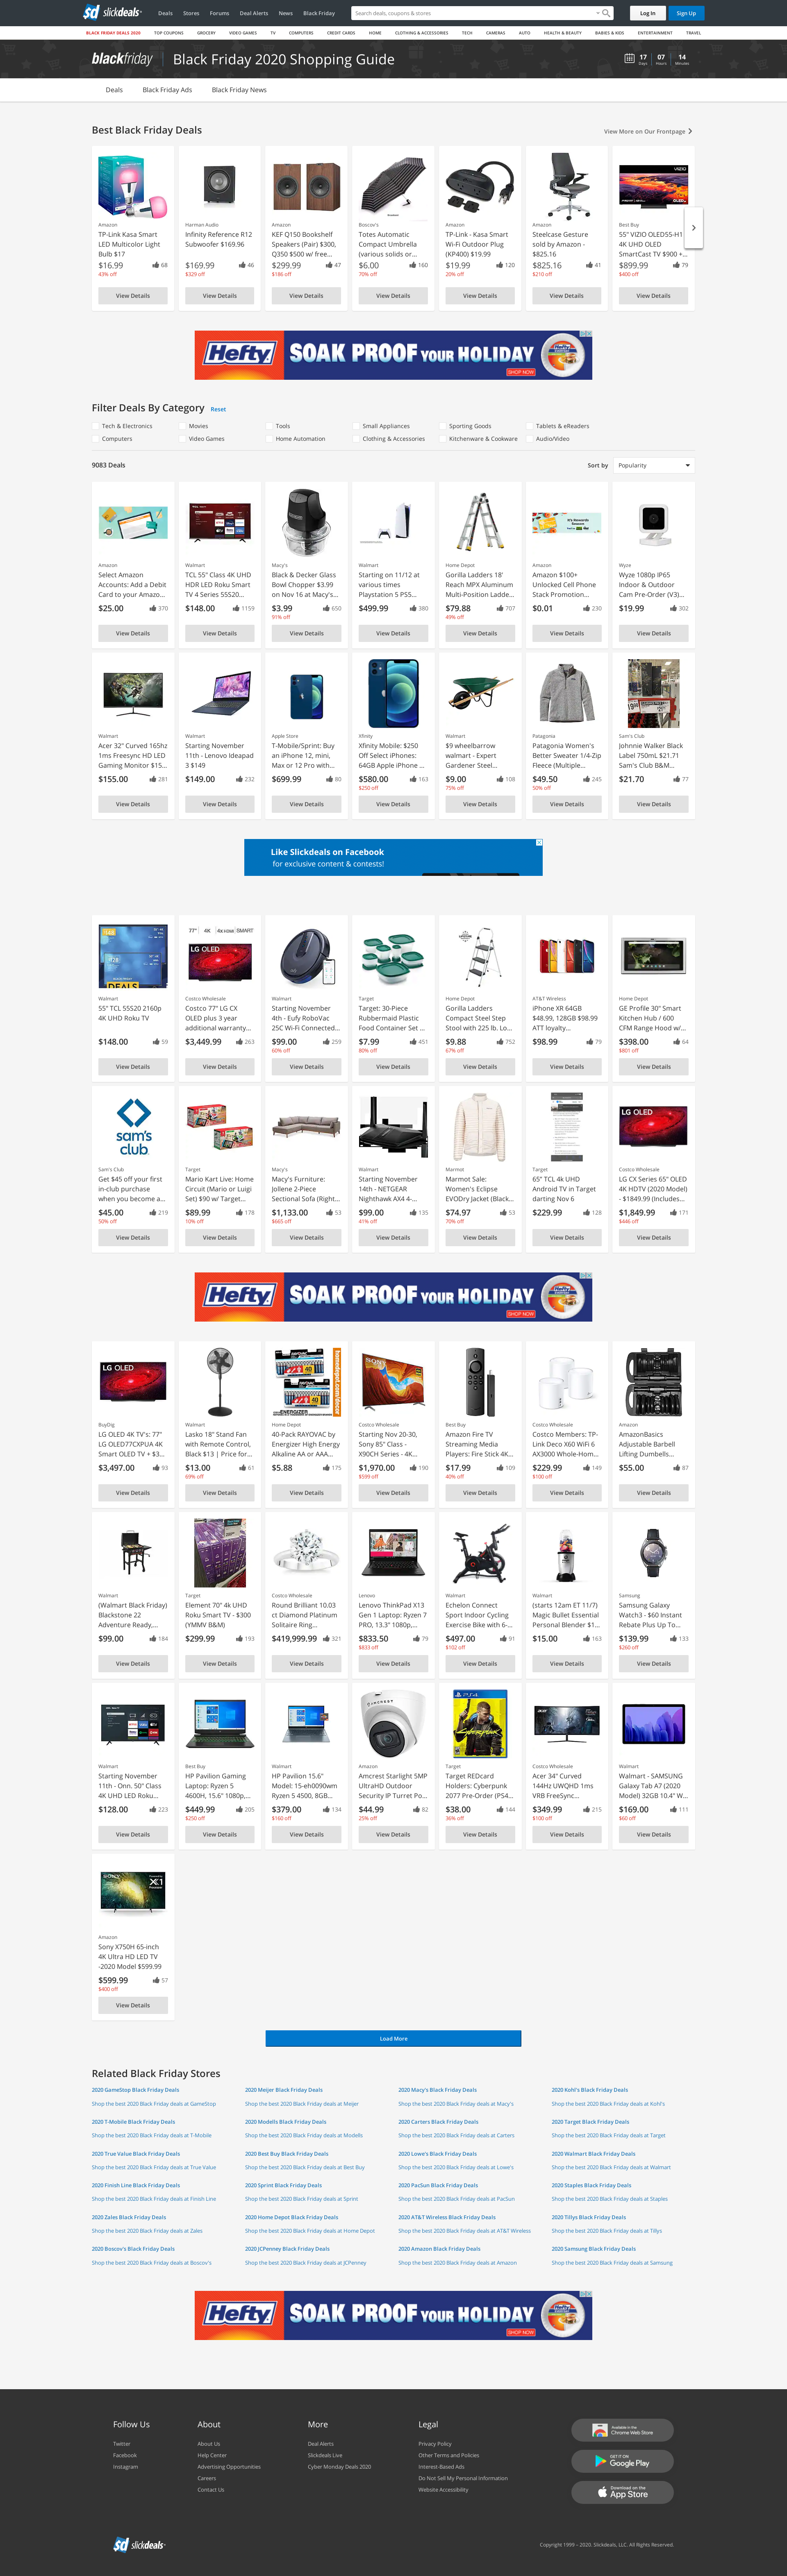 sd slickdeals
Deals Stores Forums Deal Alerts News Black Friday
Search deals, coupons & stores
Log In Sign Up
BLACK FRIDAY DEALS 2020 TOP COUPONS GROCERY VIDEO GAMES TV COMPUTERS CREDIT CARDS HOME CLOTHING & ACCESSORIES TECH CAMERAS AUTO HEALTH & BEAUTY BABIES & KIDS ENTERTAINMENT TRAVEL
blackfriday Black Friday 2020 Shopping Guide
17 07 14
Days Hours Minutes
Deals Black Friday Ads Black Friday News
Best Black Friday Deals
View More on Our Frontpage
Amazon
TP-Link Kasa Smart
LED Multicolor Light
Bulb $17
$16.99 68
43% off
View Details
Harman Audio
Infinity Reference R12
Subwoofer $169.96
$169.99 46
$329 off
View Details
Amazon
KEF Q150 Bookshelf
Speakers (Pair) $300,
Q350 $500 w/ free...
$299.99 47
$186 off
View Details
Boscov's
Totes Automatic
Compact Umbrella
(various solids or...
$6.00 160
70% off
View Details
Amazon
TP-Link - Kasa Smart
Wi-Fi Outdoor Plug
(KP400) $19.99
$19.99 120
20% off
View Details
Amazon
Steelcase Gesture
sold by Amazon -
$825.16
$825.16 41
$210 off
View Details
Best Buy
55" VIZIO OLED55-H1
4K UHD OLED
SmartCast TV $900 +...
$899.99 79
$400 off
View Details
Hefty SOAK PROOF YOUR HOLIDAY
SHOP NOW
Filter Deals By Category Reset
Tech & Electronics Movies Tools Small Appliances Sporting Goods Tablets & eReaders
Computers Video Games Home Automation Clothing & Accessories Kitchenware & Cookware Audio/Video
9083 Deals
Sort by Popularity
Amazon
Select Amazon
Accounts: Add a Debit
Card to your Amazo...
$25.00 370
View Details
Walmart
TCL 55" Class 4K UHD
HDR LED Roku Smart
TV 4 Series 55S20...
$148.00 1159
View Details
Macy's
Black & Decker Glass
Bowl Chopper $3.99
on Nov 16 at Macy's...
$3.99 650
91% off
View Details
Walmart
Starting on 11/12 at
various times
Playstation 5 PS5...
$499.99 380
View Details
Home Depot
Gorilla Ladders 18'
Reach MPX Aluminum
Multi-Position Ladde...
$79.88 707
49% off
View Details
Amazon
Amazon $100+
Unlocked Cell Phone
Stack Promotion...
$0.01 230
View Details
Wyze
Wyze 1080p IP65
Indoor & Outdoor
Cam Pre-Order (V3)...
$19.99 302
View Details
Walmart
Acer 32" Curved 165hz
1ms Freesync HD LED
Gaming Monitor $15...
$155.00 281
View Details
Walmart
Starting November
11th - Lenovo Ideapad
3 $149
$149.00 232
View Details
Apple Store
T-Mobile/Sprint: Buy
an iPhone 12, mini,
Max or 12 Pro with...
$699.99 80
View Details
Xfinity
Xfinity Mobile: $250
Off Select iPhones:
64GB Apple iPhone ...
$580.00 163
$250 off
View Details
Walmart
$9 wheelbarrow
walmart - Expert
Gardener Steel...
$9.00 108
75% off
View Details
Patagonia
Patagonia Women's
Better Sweater 1/4-Zip
Fleece (Multiple...
$49.50 245
50% off
View Details
Sam's Club
Johnnie Walker Black
Label 750mL $21.71
Sam's Club B&M...
$21.70 77
View Details
Like Slickdeals on Facebook
for exclusive content & contests!
Walmart
55" TCL 55S20 2160p
4K UHD Roku TV
$148.00 59
View Details
77" 4K 4x HDMI SMART
LG OLED
Costco Wholesale
Costco 77" LG CX
OLED plus 3 year
additional warranty...
$3,449.99 263
View Details
Walmart
Starting November
4th - Eufy RoboVac
25C Wi-Fi Connected...
$99.00 259
60% off
View Details
Target
Target: 30-Piece
Rubbermaid Plastic
Food Container Set ...
$7.99 451
80% off
View Details
Home Depot
Gorilla Ladders
Compact Steel Step
Stool with 225 lb. Lo...
$9.88 752
67% off
View Details
AT&T Wireless
iPhone XR 64GB
$48.99, 128GB $98.99
ATT loyalty...
$98.99 79
View Details
Home Depot
GE Profile 30" Smart
Kitchen Hub / 600
CFM Range Hood w/...
$398.00 64
$801 off
View Details
sam's club
Sam's Club
Get $45 off your first
in-club purchase
when you become a...
$45.00 219
50% off
View Details
Target
Mario Kart Live: Home
Circuit (Mario or Luigi
Set) $90 w/ Target...
$89.99 178
10% off
View Details
Macy's
Macy's Furniture:
Jollene 2-Piece
Sectional Sofa (Right...
$1,133.00 53
$665 off
View Details
Walmart
Starting November
14th - NETGEAR
Nighthawk AX4 4-...
$99.00 135
41% off
View Details
Marmot
Marmot Sale:
Women's Eclipse
EVODry Jacket (Black...
$74.97 53
70% off
View Details
Target
65" TCL 4k UHD
Android TV in Target
darting Nov 6
$229.99 128
View Details
LG OLED
Costco Wholesale
LG CX Series 65" OLED
4K HDTV (2020 Model)
- $1849.99 (Includes...
$1,849.99 171
$446 off
View Details
Hefty SOAK PROOF YOUR HOLIDAY
SHOP NOW
LG OLED
BuyDig
LG OLED 4K TV's: 77"
LG OLED77CXPUA 4K
Smart OLED TV + $3...
$3,497.00 93
View Details
Walmart
Lasko 18" Stand Fan
with Remote Control,
Black $13 | Price for...
$13.00 61
69% off
View Details
Home Depot
40-Pack RAYOVAC by
Energizer High Energy
Alkaline AA or AAA...
$5.88 175
View Details
SONY
Costco Wholesale
Starting Nov 20-30,
Sony 85" Class -
X90CH Series - 4K...
$1,970.00 190
$599 off
View Details
Best Buy
Amazon Fire TV
Streaming Media
Players: Fire Stick 4K...
$17.99 109
40% off
View Details
Costco Wholesale
Costco Members: TP-
Link Deco X60 WiFi 6
AX3000 Whole-Hom...
$229.99 149
$100 off
View Details
Amazon
AmazonBasics
Adjustable Barbell
Lifting Dumbells...
$55.00 87
View Details
Walmart
(Walmart Black Friday)
Blackstone 22
Adventure Ready,...
$99.00 184
View Details
Target
Element 70" 4k UHD
Roku Smart TV - $300
(YMMV B&M)
$299.99 193
View Details
Costco Wholesale
Round Brilliant 10.03
ct Diamond Platinum
Solitaire Ring...
$419,999.99 321
View Details
Lenovo
Lenovo ThinkPad X13
Gen 1 Laptop: Ryzen 7
PRO, 13.3" 1080p,...
$833.50 79
$833 off
View Details
Walmart
Echelon Connect
Sport Indoor Cycling
Exercise Bike with 6-...
$497.00 91
$102 off
View Details
Walmart
(starts 12am ET 11/7)
Magic Bullet Essential
Personal Blender $1...
$15.00 163
View Details
Samsung
Samsung Galaxy
Watch3 - $60 Instant
Rebate Plus Up To...
$139.99 133
$260 off
View Details
Walmart
Starting November
11th - Onn. 50" Class
4K UHD LED Roku...
$128.00 223
View Details
Best Buy
HP Pavilion Gaming
Laptop: Ryzen 5
4600H, 15.6" 1080p,...
$449.99 205
$250 off
View Details
Walmart
HP Pavilion 15.6"
Model: 15-eh0090wm
Ryzen 5 4500, 8GB...
$379.00 134
$160 off
View Details
Amazon
Amcrest Starlight 5MP
UltraHD Outdoor
Security IP Turret Po...
$44.99 82
25% off
View Details
Target
Target REDcard
Holders: Cyberpunk
2077 Pre-Order (PS4...
$38.00 144
36% off
View Details
Costco Wholesale
Acer 34" Curved
144Hz UWQHD 1ms
VRB FreeSync...
$349.99 215
$100 off
View Details
Walmart
Walmart - SAMSUNG
Galaxy Tab A7 (2020
Model) 32GB 10.4" W...
$169.00 111
$60 off
View Details
SONY
Amazon
Sony X750H 65-inch
4K Ultra HD LED TV
-2020 Model $599.99
$599.99 57
$400 off
View Details
Load More
Related Black Friday Stores
2020 GameStop Black Friday Deals 2020 Meijer Black Friday Deals 2020 Macy's Black Friday Deals 2020 Kohl's Black Friday Deals
Shop the best 2020 Black Friday deals at GameStop Shop the best 2020 Black Friday deals at Meijer Shop the best 2020 Black Friday deals at Macy's Shop the best 2020 Black Friday deals at Kohl's
2020 T-Mobile Black Friday Deals 2020 Modells Black Friday Deals 2020 Carters Black Friday Deals 2020 Target Black Friday Deals
Shop the best 2020 Black Friday deals at T-Mobile Shop the best 2020 Black Friday deals at Modells Shop the best 2020 Black Friday deals at Carters Shop the best 2020 Black Friday deals at Target
2020 True Value Black Friday Deals 2020 Best Buy Black Friday Deals 2020 Lowe's Black Friday Deals 2020 Walmart Black Friday Deals
Shop the best 2020 Black Friday deals at True Value Shop the best 2020 Black Friday deals at Best Buy Shop the best 2020 Black Friday deals at Lowe's Shop the best 2020 Black Friday deals at Walmart
2020 Finish Line Black Friday Deals 2020 Sprint Black Friday Deals 2020 PacSun Black Friday Deals 2020 Staples Black Friday Deals
Shop the best 2020 Black Friday deals at Finish Line Shop the best 2020 Black Friday deals at Sprint Shop the best 2020 Black Friday deals at PacSun Shop the best 2020 Black Friday deals at Staples
2020 Zales Black Friday Deals 2020 Home Depot Black Friday Deals 2020 AT&T Wireless Black Friday Deals 2020 Tillys Black Friday Deals
Shop the best 2020 Black Friday deals at Zales Shop the best 2020 Black Friday deals at Home Depot Shop the best 2020 Black Friday deals at AT&T Wireless Shop the best 2020 Black Friday deals at Tillys
2020 Boscov's Black Friday Deals 2020 JCPenney Black Friday Deals 2020 Amazon Black Friday Deals 2020 Samsung Black Friday Deals
Shop the best 2020 Black Friday deals at Boscov's Shop the best 2020 Black Friday deals at JCPenney Shop the best 2020 Black Friday deals at Amazon Shop the best 2020 Black Friday deals at Samsung
Hefty SOAK PROOF YOUR HOLIDAY
SHOP NOW
Follow Us
Twitter
Facebook
Instagram
About
About Us
Help Center
Advertising Opportunities
Careers
Contact Us
More
Deal Alerts
Slickdeals Live
Cyber Monday Deals 2020
Legal
Privacy Policy
Other Terms and Policies
Interest-Based Ads
Do Not Sell My Personal Information
Website Accessibility
Available in the
Chrome Web Store
GET IT ON
Google Play
Download on the
App Store
sd slickdeals
Copyright 1999 – 2020. Slickdeals, LLC. All Rights Reserved.